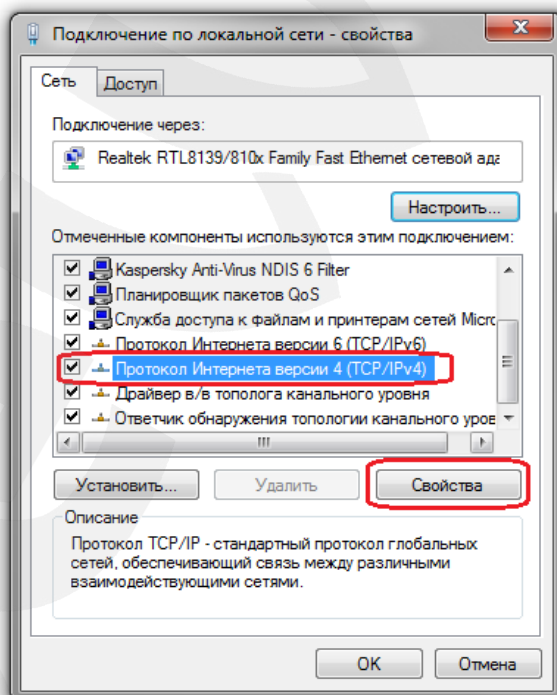 Подключение по локальной сети - свойства
Сеть
Доступ
Подключение через:
Realtek RTL8139/810x Family Fast Ethernet сетевой ада
Настроить...
Отмеченные компоненты используются этим подключением:
Kaspersky Anti-Virus NDIS 6 Filter
Планировщик пакетов QoS
Служба доступа к файлам и принтерам сетей Micro
Протокол Интернета версии 6 (TCP/IPv6)
Протокол Интернета версии 4 (TCP/IPv4)
Драйвер в/в тополога канального уровня
Ответчик обнаружения топологии канального уров
Установить...
Удалить
Свойства
Описание
Протокол TCP/IP - стандартный протокол глобальных
сетей, обеспечивающий связь между различными
взаимодействующими сетями.
OK
Отмена